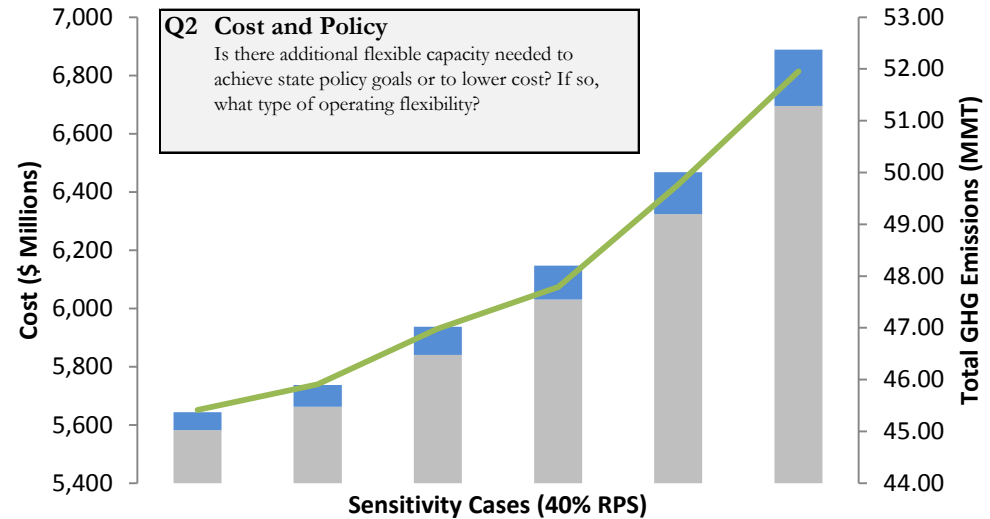 Q2 Cost and Policy
Is there additional flexible capacity needed to
achieve state policy goals or to lower cost? If so,
what type of operating flexibility?
Cost ($ Millions)
7,000
6,800
6,600
6,400
6,200
6,000
5,800
5,600
5,400
53.00
52.00
51.00
50.00
49.00
48.00
47.00
46.00
45.00
44.00
Total GHG Emissions (MMT)
Sensitivity Cases (40% RPS)